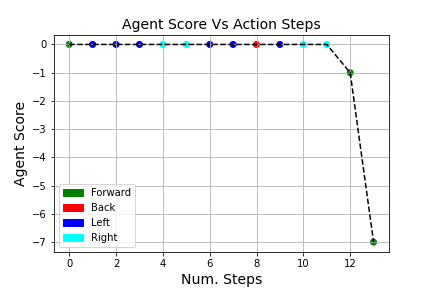 Agent Score Vs Action Steps
0
−1
−2
−3
−4
−5
−6
−7
Agent Score
Forward
Back
Left
Right
0 2 4 6 8 10 12
Num. Steps